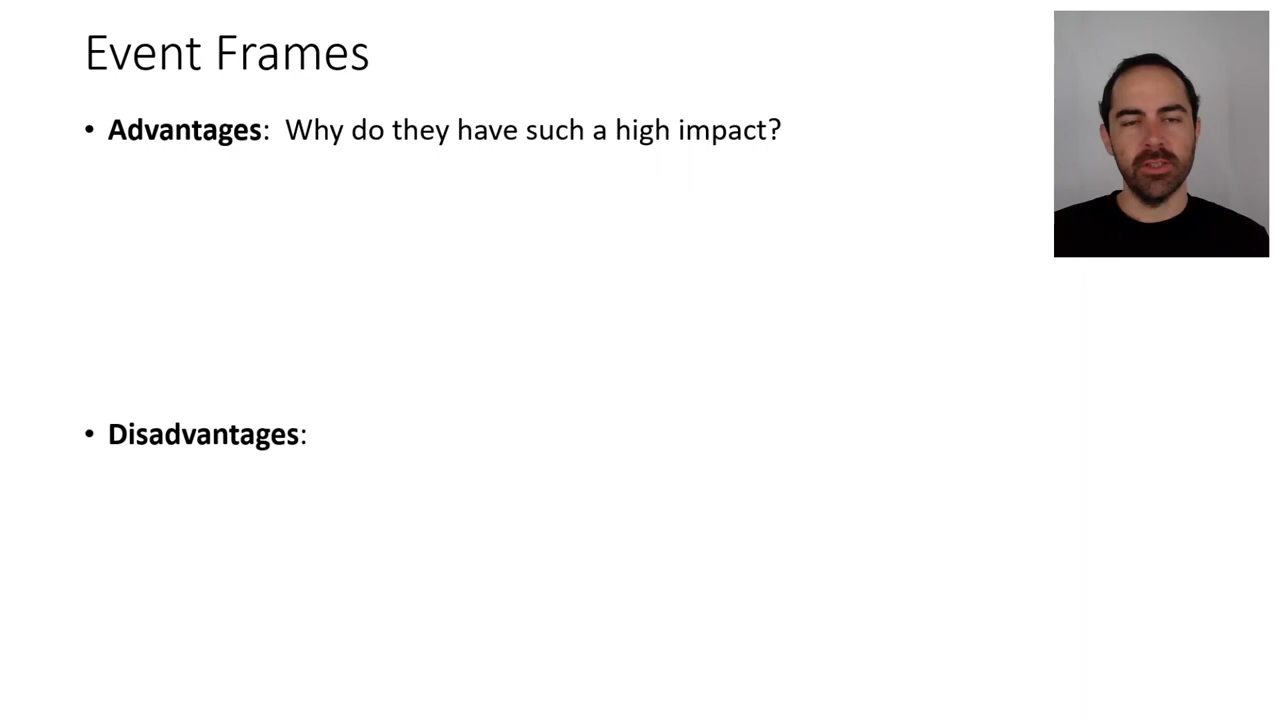 Event Frames
• Advantages: Why do they have such a high impact?
• Disadvantages: